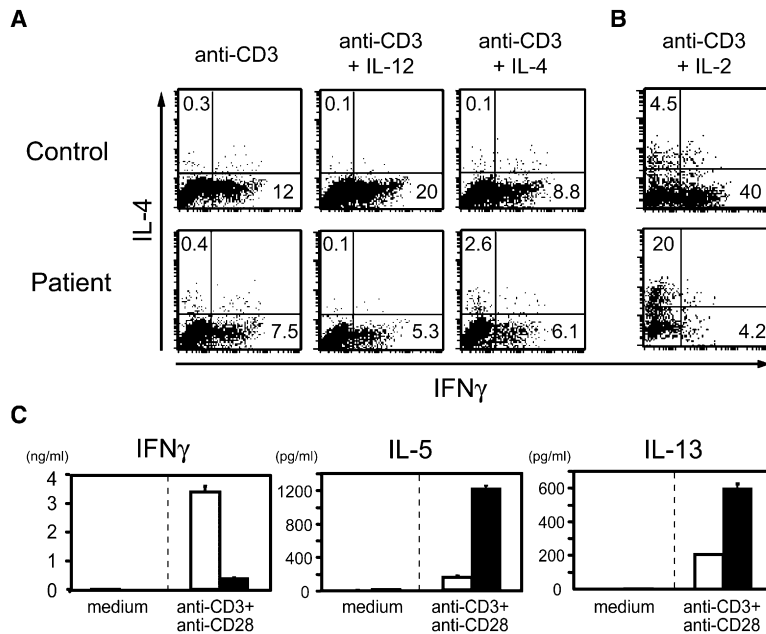 A
B
anti-CD3
anti-CD3
+ IL-12
anti-CD3
+ IL-4
anti-CD3
+ IL-2
Control
0.3
12
0.1
20
0.1
8.8
4.5
40
IL-4
Patient
0.4
7.5
0.1
5.3
2.6
6.1
20
4.2
IFNγ
C
(ng/ml)
IFNγ
4
3
2
1
0
medium
anti-CD3+
anti-CD28
(pg/ml)
IL-5
1200
800
400
0
medium
anti-CD3+
anti-CD28
(pg/ml)
IL-13
600
400
200
0
medium
anti-CD3+
anti-CD28